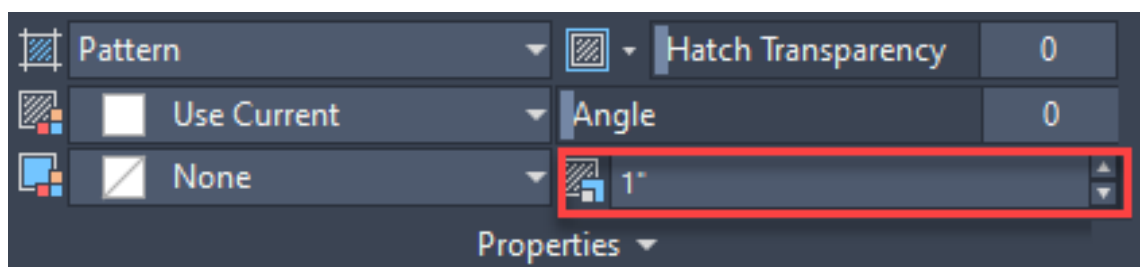 Pattern Hatch Transparency 0
Use Current Angle 0
None 1"
Properties